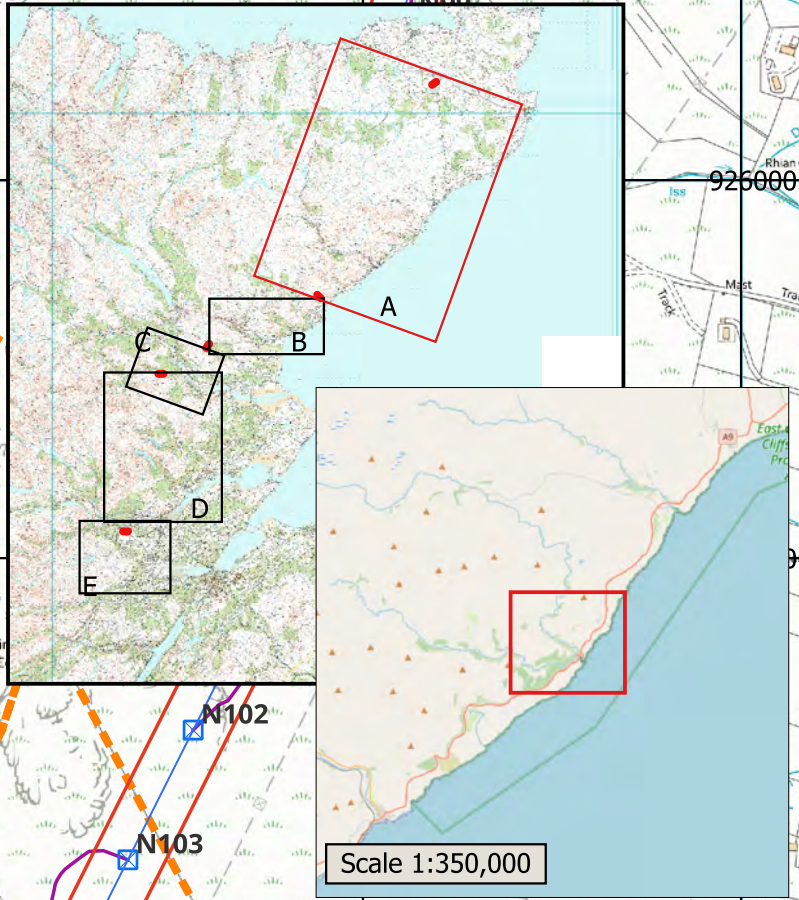 Rhian
926000
Iss
Mast
Track
A
B
C
D
E
A9
East
Cliffs
N102
N103
Scale 1:350,000